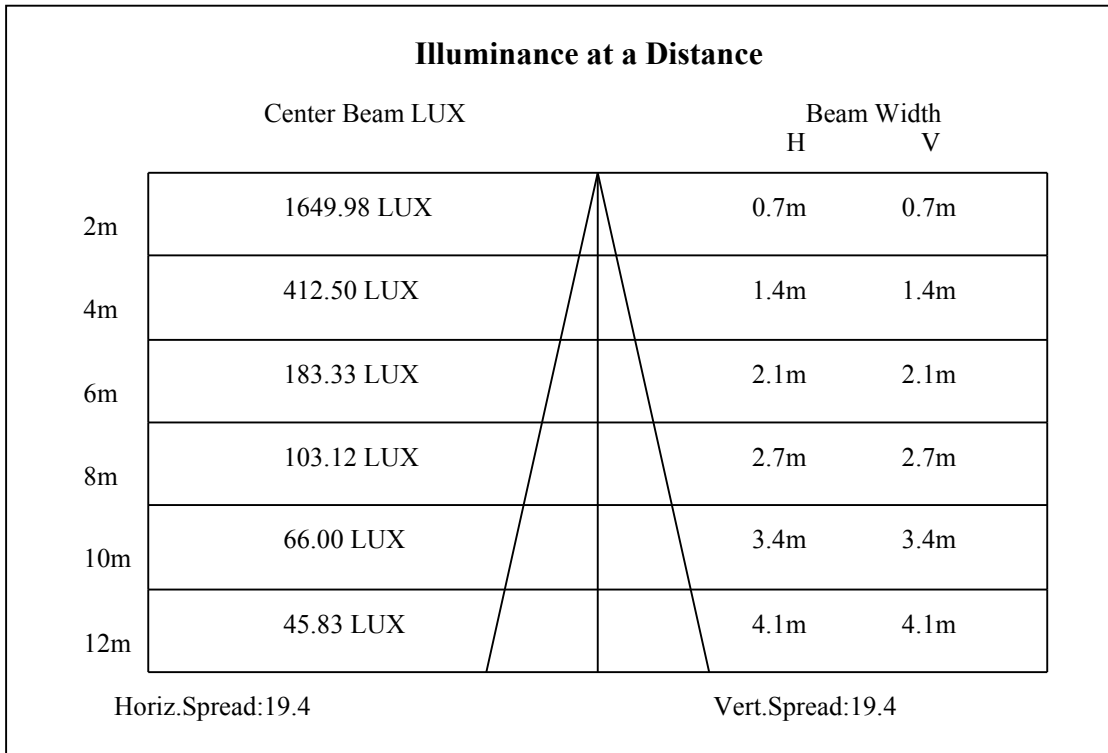 Illuminance at a Distance
Center Beam LUX Beam Width
H V
2m 1649.98 LUX 0.7m 0.7m
4m 412.50 LUX 1.4m 1.4m
6m 183.33 LUX 2.1m 2.1m
8m 103.12 LUX 2.7m 2.7m
10m 66.00 LUX 3.4m 3.4m
12m 45.83 LUX 4.1m 4.1m
Horiz.Spread:19.4 Vert.Spread:19.4